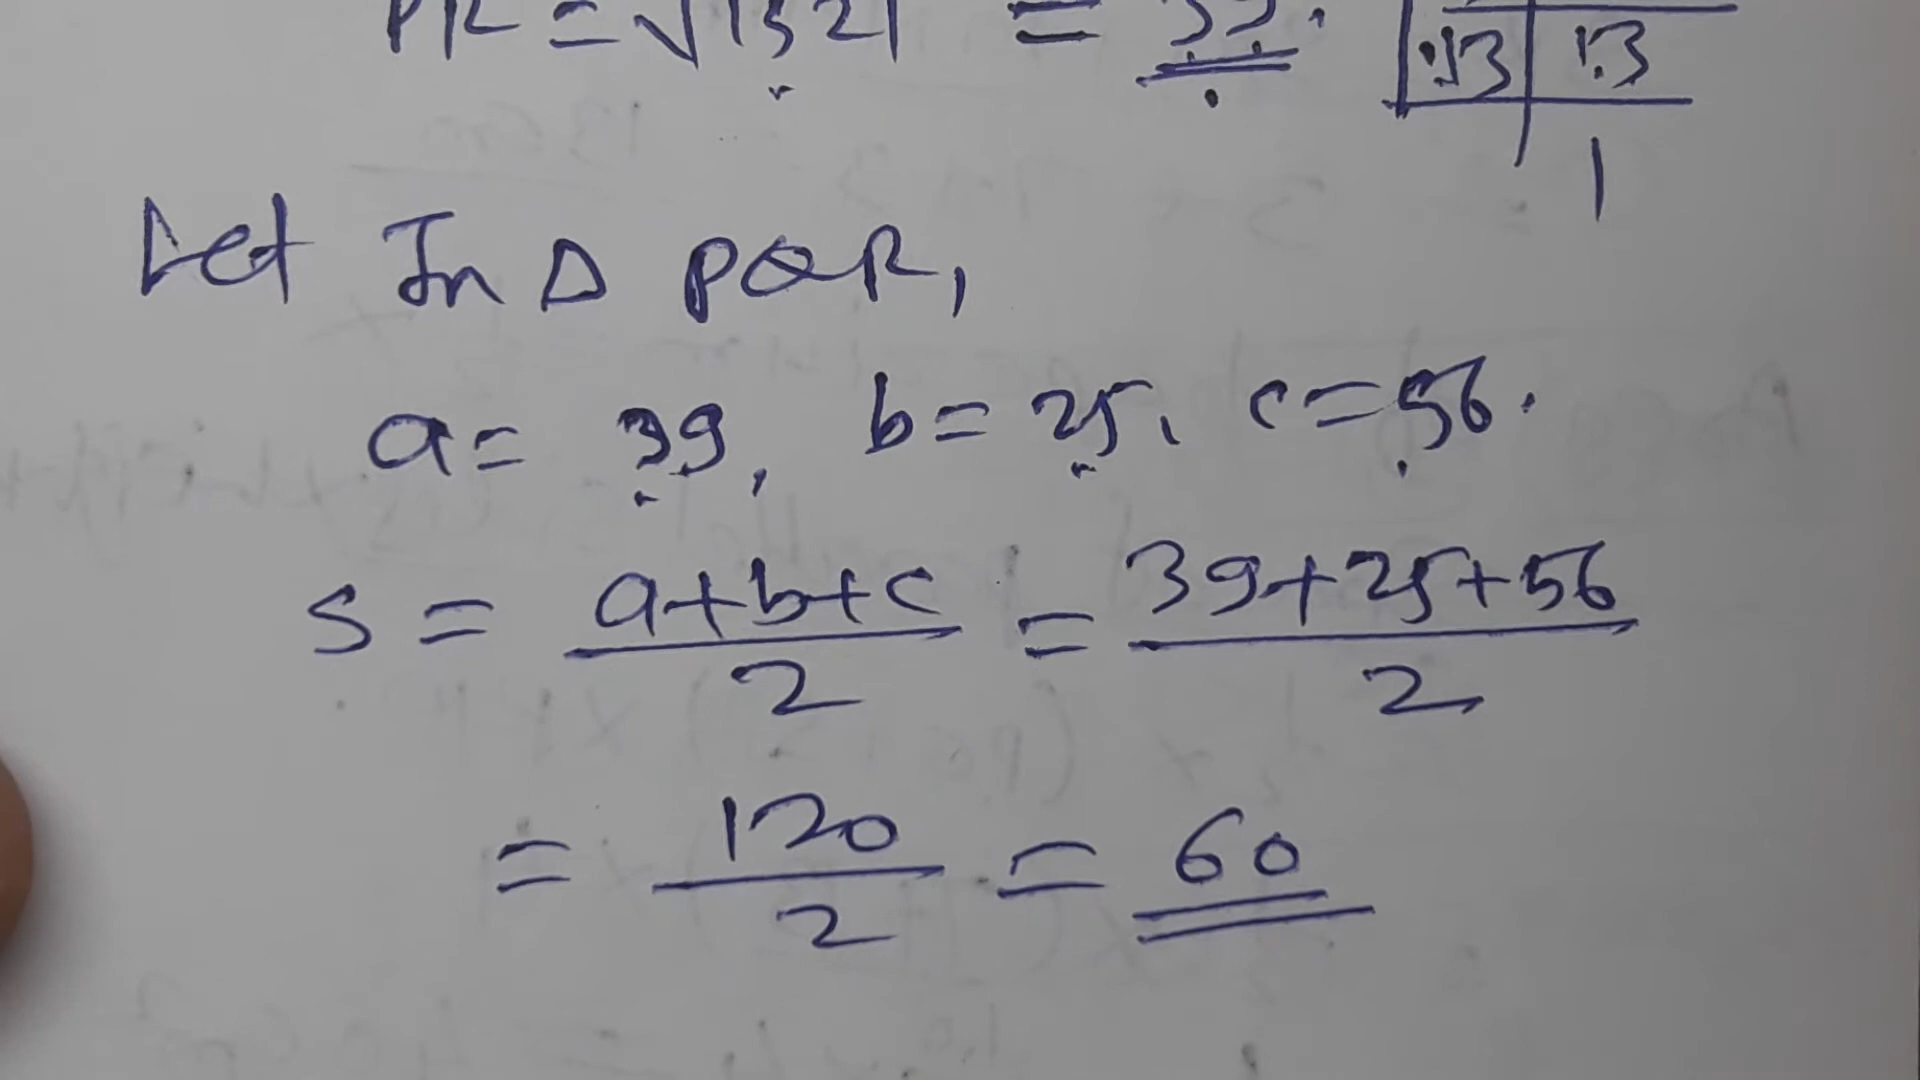 PR = √1521 = 39.
13 | 13
1
Let In Δ PQR,
a = 39, b = 25, c = 56.
s = a+b+c/2 = 39+25+56/2
= 120/2 = 60